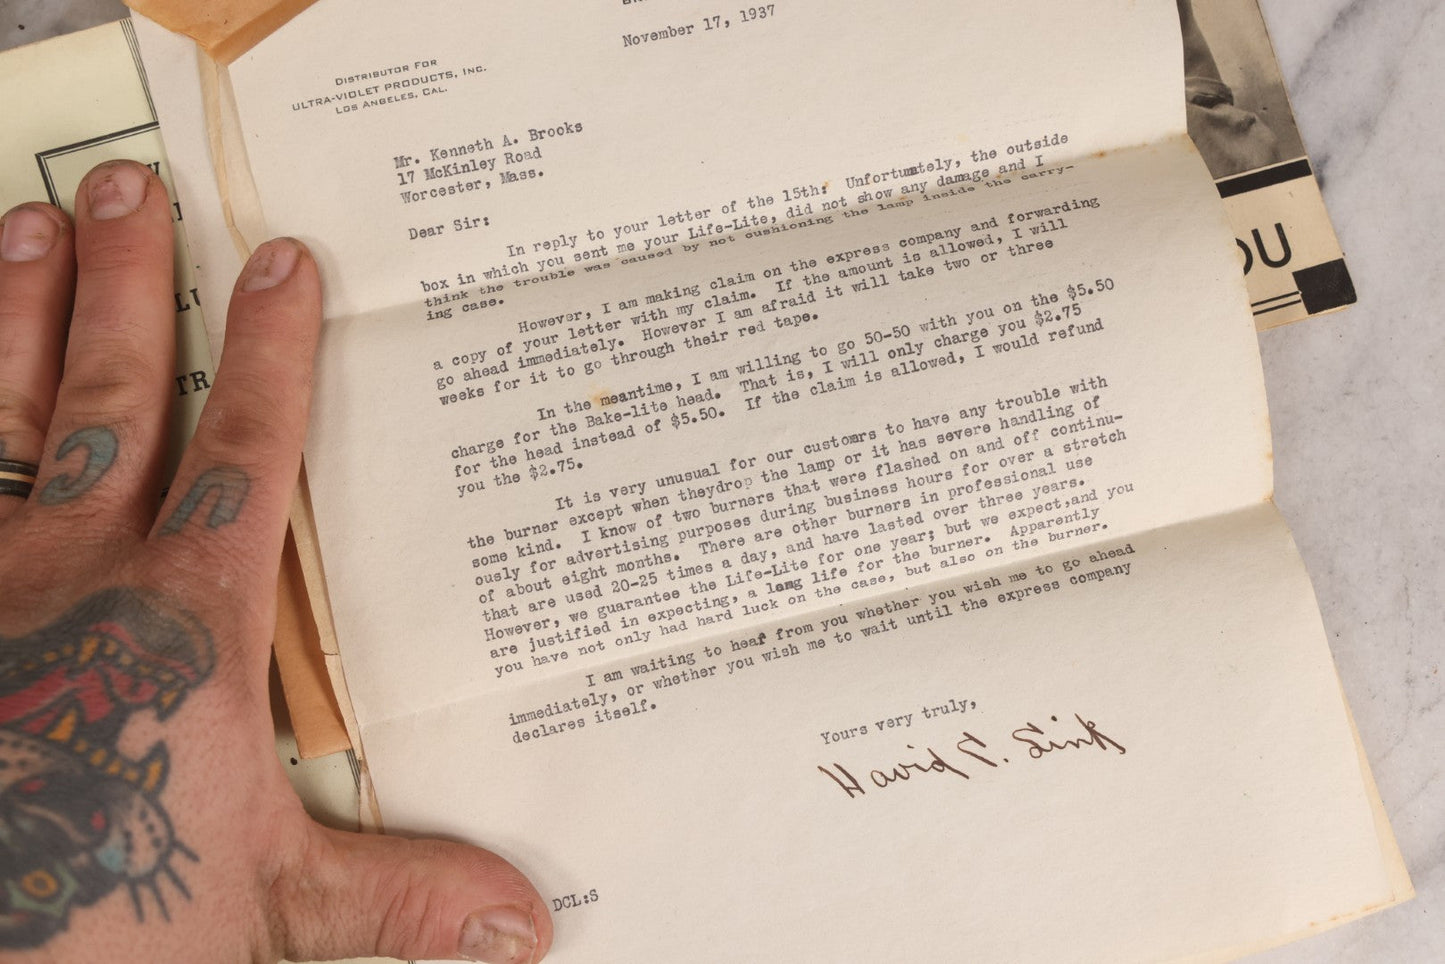 November 17, 1937
DISTRIBUTOR FOR
ULTRA-VIOLET PRODUCTS, INC.
LOS ANGELES, CAL.
Mr. Kenneth A. Brooks
17 McKinley Road
Worcester, Mass.
Dear Sir:
In reply to your letter of the 15th: Unfortunately, the outside
box in which you sent me your Life-Lite, did not show any damage and I
think the trouble was caused by not cushioning the lamp inside the carry-
ing case.
However, I am making claim on the express company and forwarding
a copy of your letter with my claim. If the amount is allowed, I will
go ahead immediately. However I am afraid it will take two or three
weeks for it to go through their red tape.
In the meantime, I am willing to go 50-50 with you on the $5.50
charge for the Bake-lite head. That is, I will only charge you $2.75
for the head instead of $5.50. If the claim is allowed, I would refund
you the $2.75.
It is very unusual for our customrs to have any trouble with
the burner except when theydrop the lamp or it has severe handling of
some kind. I know of two burners that were flashed on and off continu-
ously for advertising purposes during business hours for over a stretch
of about eight months. There are other burners in professional use
that are used 20-25 times a day, and have lasted over three years.
However, we guarantee the Life-Lite for one year; but we expect,and you
are justified in expecting, a long life for the burner. Apparently
you have not only had hard luck on the case, but also on the burner.
I am waiting to hear from you whether you wish me to go ahead
immediately, or whether you wish me to wait until the express company
declares itself.
Yours very truly,
David C. Link
DCL:S
OU
LU
TR